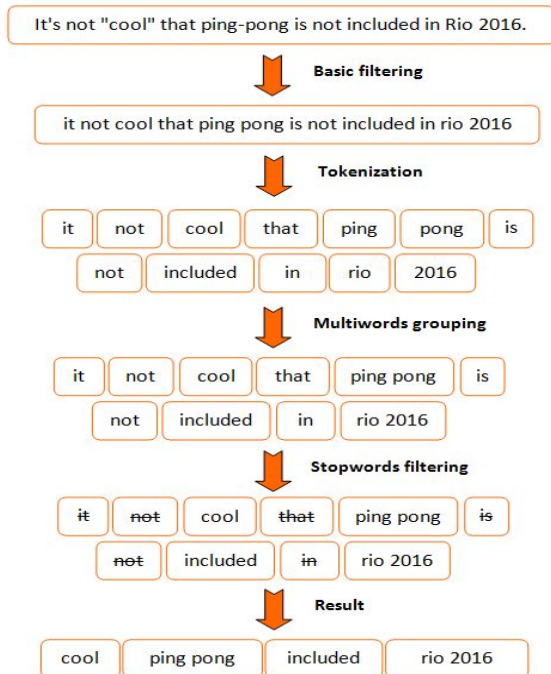 It's not "cool" that ping-pong is not included in Rio 2016.
Basic filtering
it not cool that ping pong is not included in rio 2016
Tokenization
it not cool that ping pong is
not included in rio 2016
Multiwords grouping
it not cool that ping pong is
not included in rio 2016
Stopwords filtering
it not cool that ping pong is
not included in rio 2016
Result
cool ping pong included rio 2016